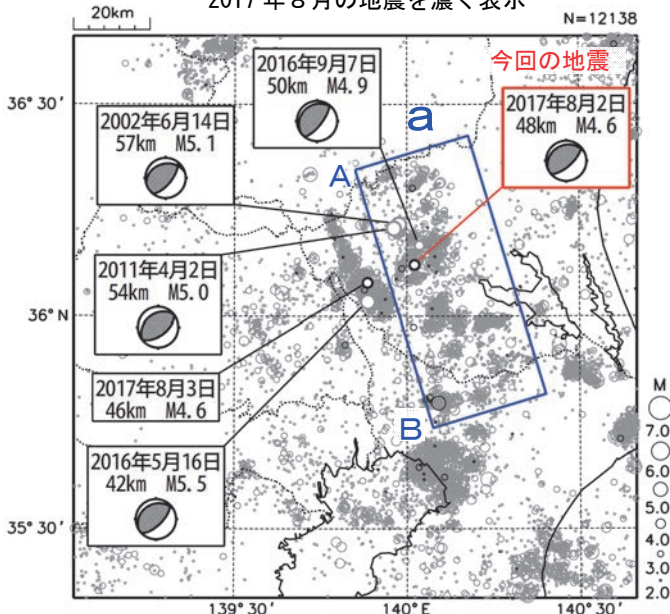 2017年8月の地震を濃く表示
20km
N=12138
今回の地震
36°30′
2016年9月7日
50km M4.9
2017年8月2日
48km M4.6
2002年6月14日
57km M5.1
a
A
2011年4月2日
54km M5.0
36°N
2017年8月3日
46km M4.6
B
2016年5月16日
42km M5.5
35°30′
M
7.0
6.0
5.0
4.0
3.0
2.0
139°30′
140°E
140°30′